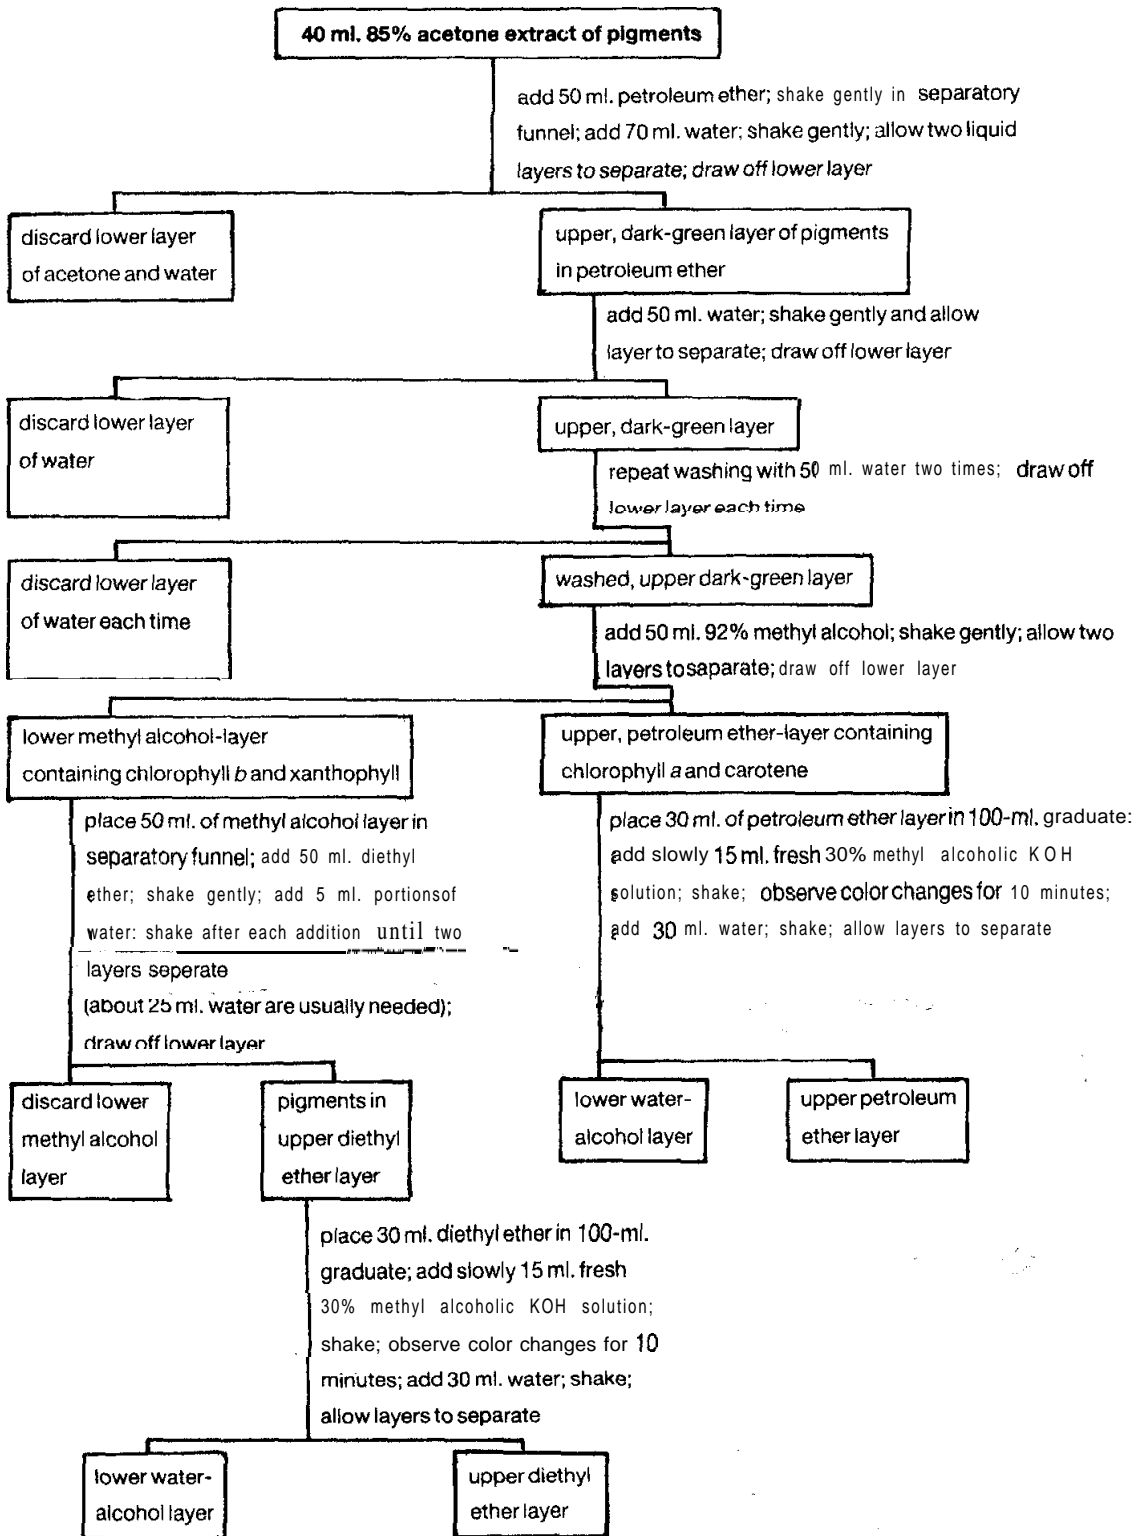 40 ml. 85% acetone extract of pigments
add 50 ml. petroleum ether; shake gently in separatory
funnel; add 70 ml. water; shake gently; allow two liquid
layers to separate; draw off lower layer
discard lower layer
of acetone and water
upper, dark-green layer of pigments
in petroleum ether
add 50 ml. water; shake gently and allow
layer to separate; draw off lower layer
discard lower layer
of water
upper, dark-green layer
repeat washing with 50 ml. water two times; draw off
lower layer each time
discard lower layer
of water each time
washed, upper dark-green layer
add 50 ml. 92% methyl alcohol; shake gently; allow two
layers to saparate; draw off lower layer
lower methyl alcohol-layer
containing chlorophyll b and xanthophyll
upper, petroleum ether-layer containing
chlorophyll a and carotene
place 50 ml. of methyl alcohol layer in
separatory funnel; add 50 ml. diethyl
ether; shake gently; add 5 ml. portionsof
water: shake after each addition until two
layers seperate
(about 25 ml. water are usually needed);
draw off lower layer
place 30 ml. of petroleum ether layer in 100-ml. graduate:
add slowly 15 ml. fresh 30% methyl alcoholic KOH
solution; shake; observe color changes for 10 minutes;
add 30 ml. water; shake; allow layers to separate
discard lower
methyl alcohol
layer
pigments in
upper diethyl
ether layer
lower water-
alcohol layer
upper petroleum
ether layer
place 30 ml. diethyl ether in 100-ml.
graduate; add slowly 15 ml. fresh
30% methyl alcoholic KOH solution;
shake; observe color changes for 10
minutes; add 30 ml. water; shake;
allow layers to separate
lower water-
alcohol layer
upper diethyl
ether layer